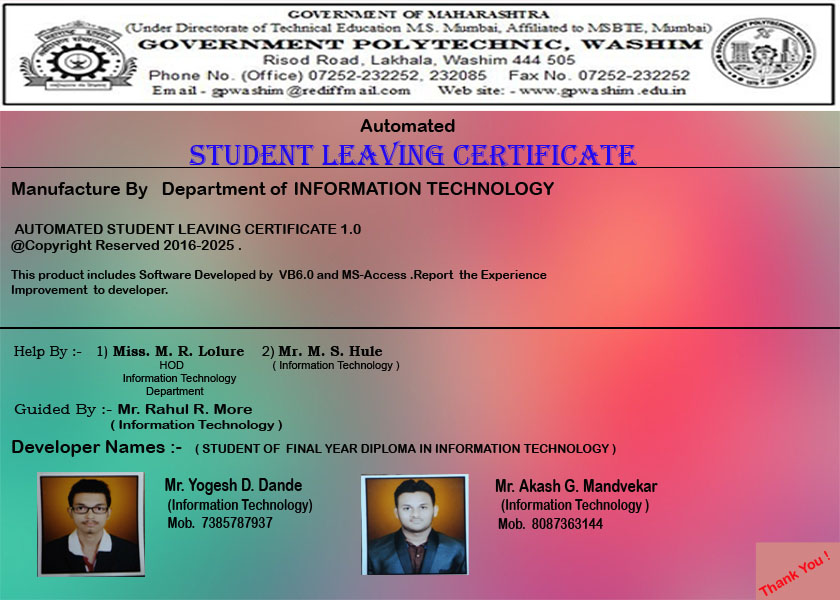 GOVERNMENT OF MAHARASHTRA
(Under Directorate of Technical Education M.S. Mumbai, Affiliated to MSBTE, Mumbai)
GOVERNMENT POLYTECHNIC, WASHIM
Risod Road, Lakhala, Washim 444 505
Phone No. (Office) 07252-232252, 232085 Fax No. 07252-232252
Email - gpwashim@rediffmail.com Web site: - www.gpwashim.edu.in
Automated
STUDENT LEAVING CERTIFICATE
Manufacture By Department of INFORMATION TECHNOLOGY
AUTOMATED STUDENT LEAVING CERTIFICATE 1.0
@Copyright Reserved 2016-2025 .
This product includes Software Developed by VB6.0 and MS-Access .Report the Experience
Improvement to developer.
Help By :- 1) Miss. M. R. Lolure 2) Mr. M. S. Hule
HOD ( Information Technology )
Information Technology
Department
Guided By :- Mr. Rahul R. More
( Information Technology )
Developer Names :- ( STUDENT OF FINAL YEAR DIPLOMA IN INFORMATION TECHNOLOGY )
Mr. Yogesh D. Dande
(Information Technology)
Mob. 7385787937
Mr. Akash G. Mandvekar
(Information Technology )
Mob. 8087363144
Thank You !